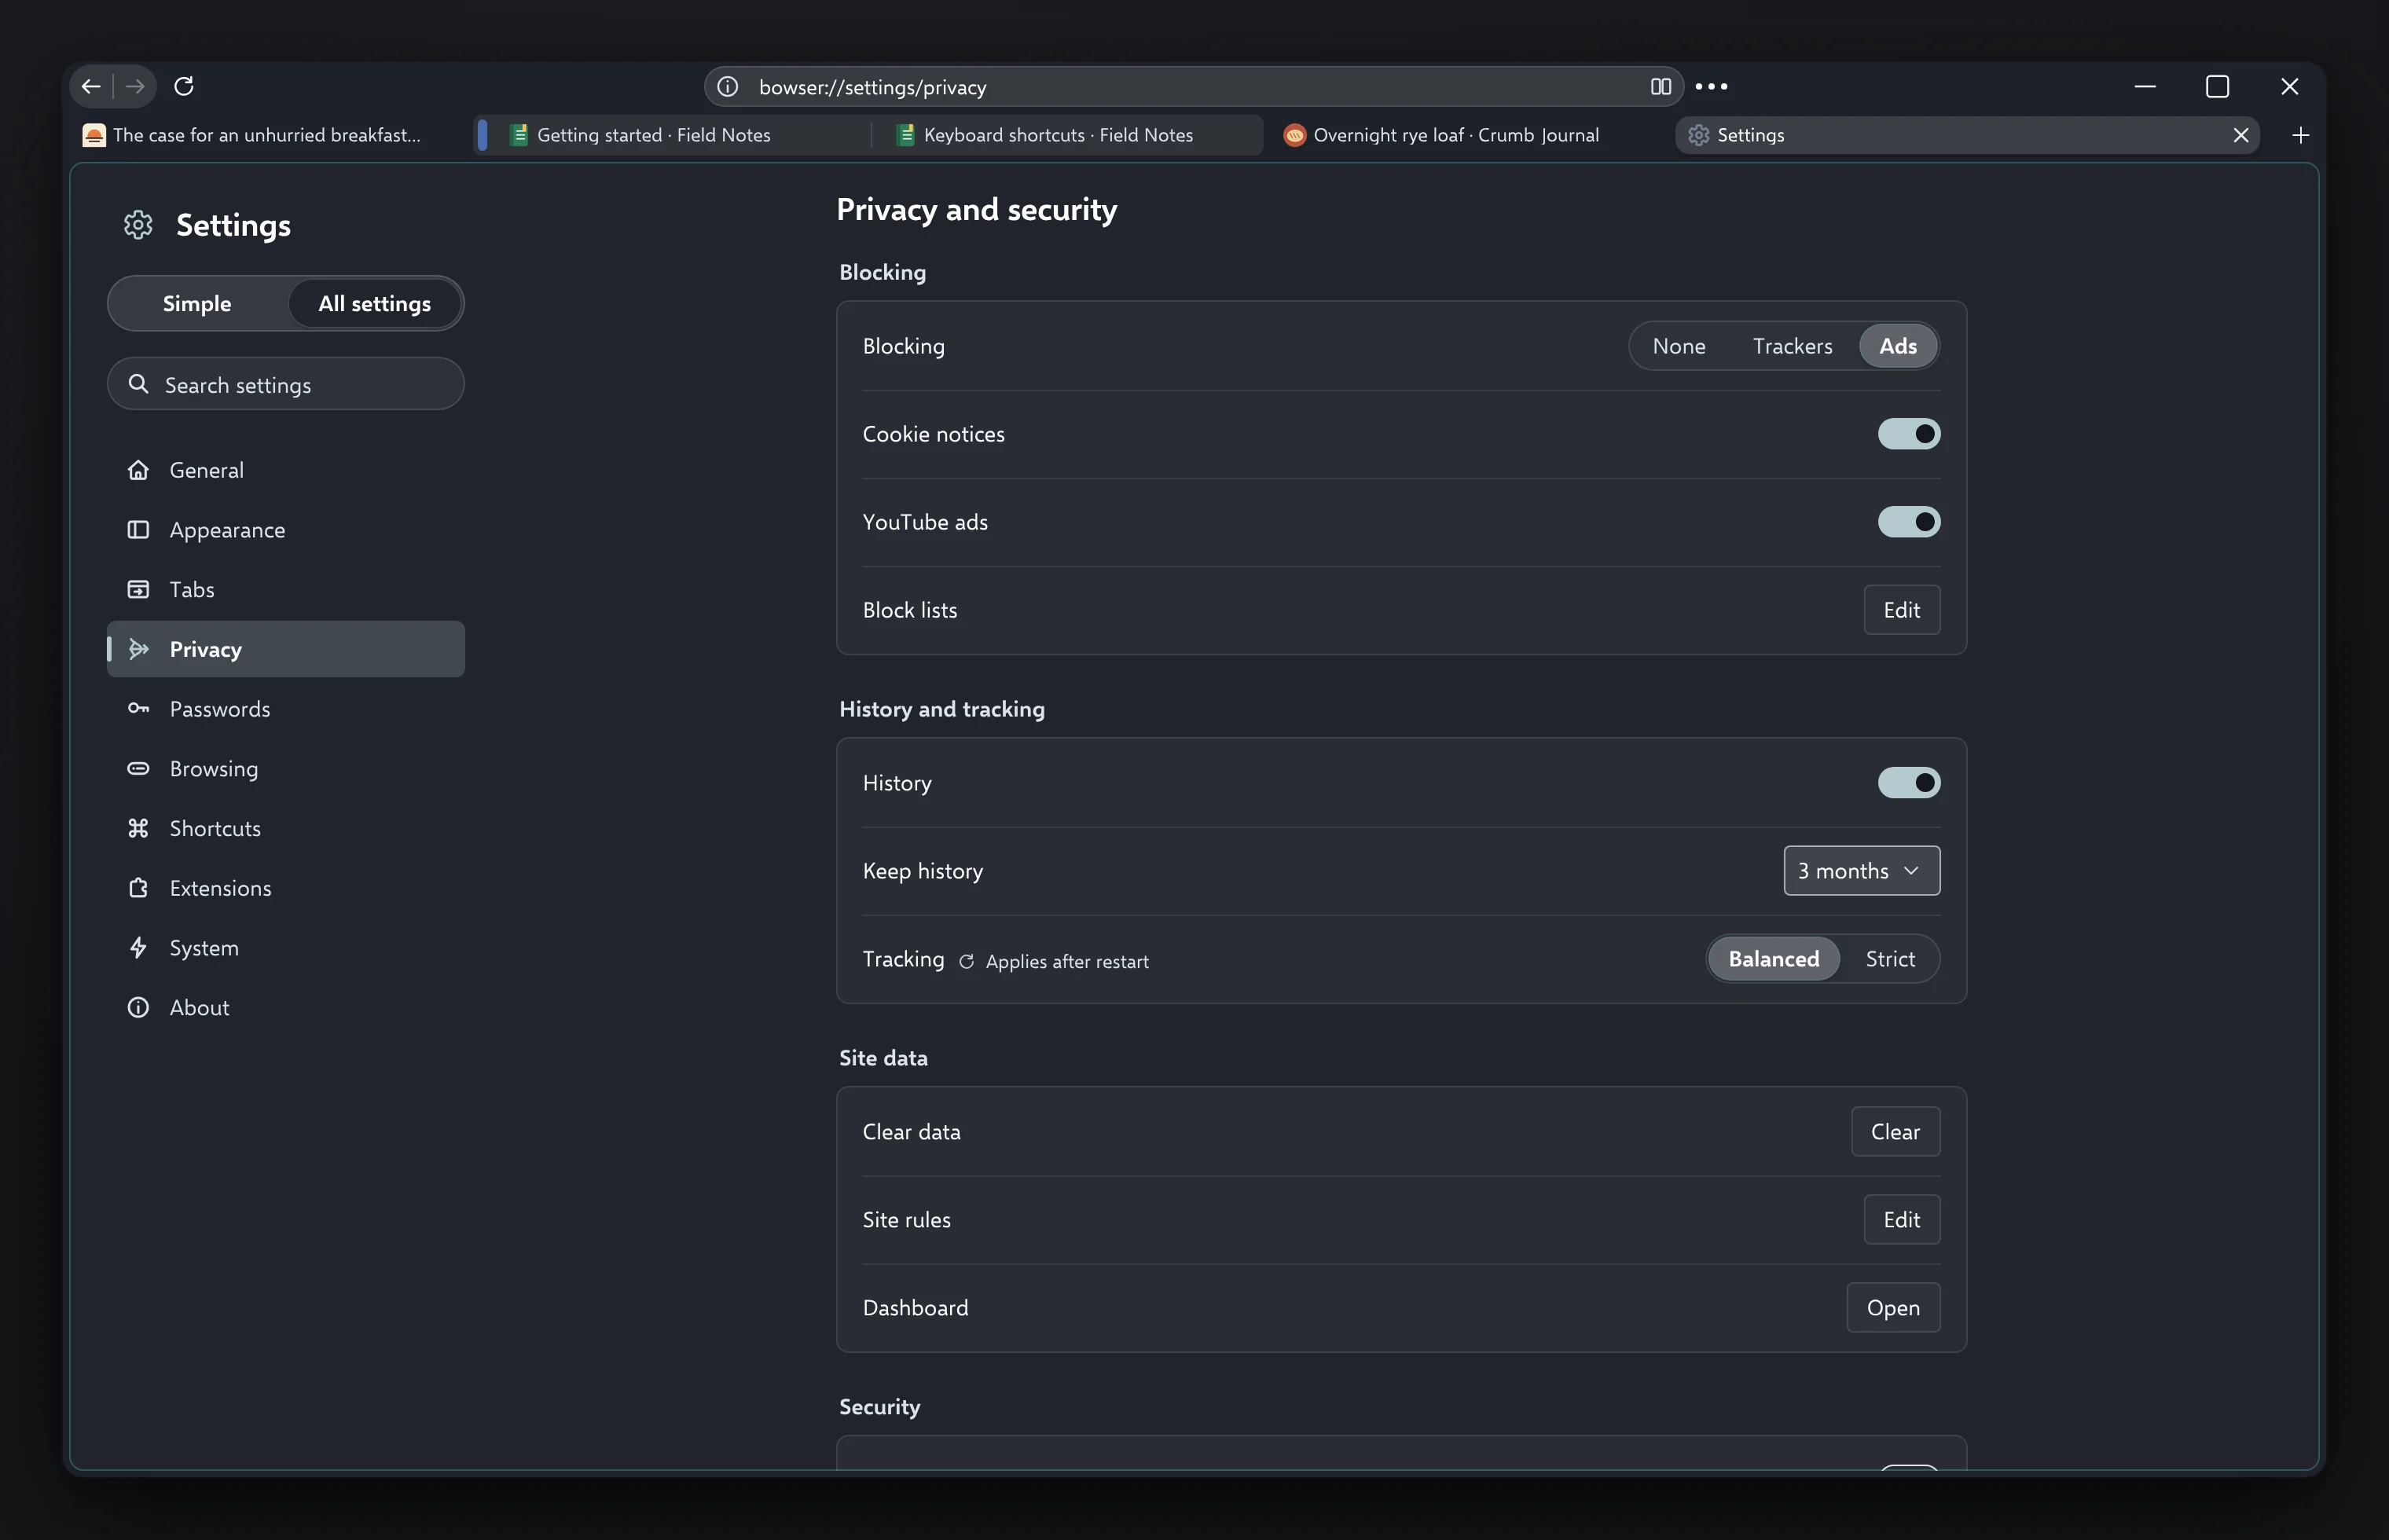 bowser://settings/privacy
The case for an unhurried breakfast...
Getting started · Field Notes
Keyboard shortcuts · Field Notes
Overnight rye loaf · Crumb Journal
Settings
Settings
Simple
All settings
Search settings
General
Appearance
Tabs
Privacy
Passwords
Browsing
Shortcuts
Extensions
System
About
Privacy and security
Blocking
Blocking
None
Trackers
Ads
Cookie notices
YouTube ads
Block lists
Edit
History and tracking
History
Keep history
3 months
Tracking
Applies after restart
Balanced
Strict
Site data
Clear data
Clear
Site rules
Edit
Dashboard
Open
Security